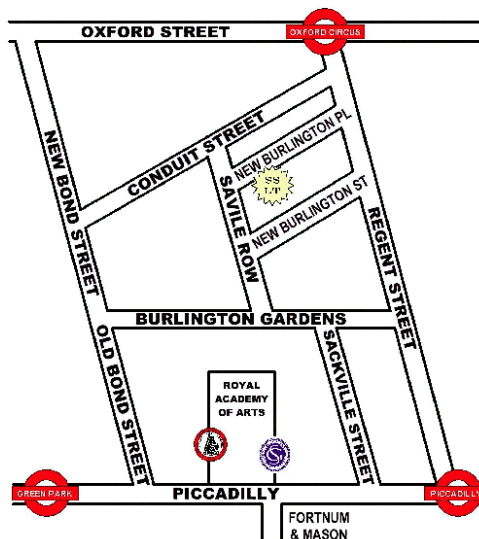 OXFORD STREET
OXFORD CIRCUS
NEW BOND STREET
CONDUIT STREET
NEW BURLINGTON PL
SS
LT
SAVILE ROW
NEW BURLINGTON ST
REGENT STREET
BURLINGTON GARDENS
OLD BOND STREET
SACKVILLE STREET
ROYAL
ACADEMY
OF ARTS
GREEN PARK
PICCADILLY
PICCADILLY
FORTNUM
& MASON